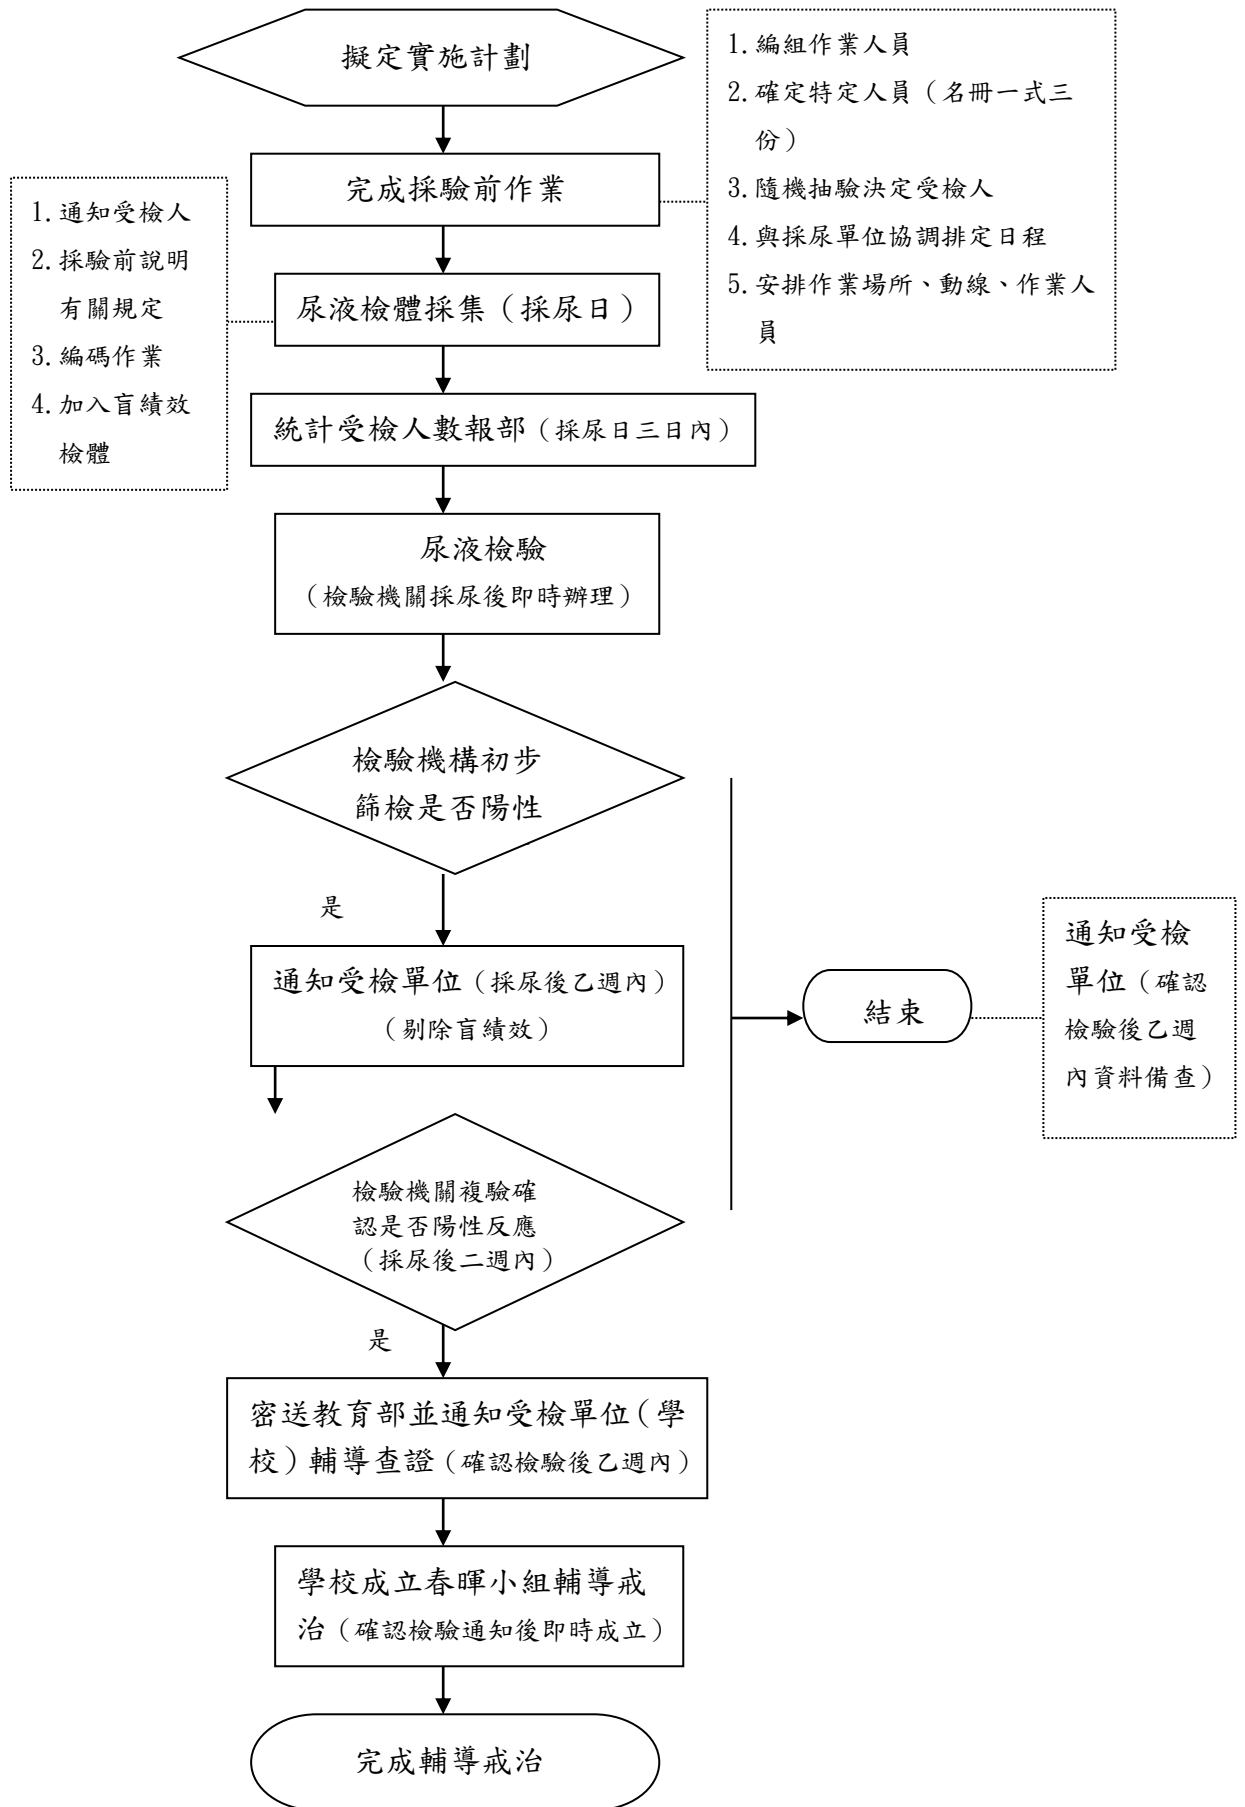 擬定實施計劃
1.編組作業人員
2.確定特定人員（名冊一式三
份）
3.隨機抽驗決定受檢人
4.與採尿單位協調排定日程
5.安排作業場所、動線、作業人
員
完成採驗前作業
1.通知受檢人
2.採驗前說明
有關規定
3.編碼作業
4.加入盲績效
檢體
尿液檢體採集（採尿日）
統計受檢人數報部（採尿日三日內）
尿液檢驗
（檢驗機關採尿後即時辦理）
檢驗機構初步
篩檢是否陽性
是
通知受檢單位（採尿後乙週內）
（剔除盲績效）
結束
通知受檢
單位（確認
檢驗後乙週
內資料備查）
檢驗機關複驗確
認是否陽性反應
（採尿後二週內）
是
密送教育部並通知受檢單位（學
校）輔導查證（確認檢驗後乙週內）
學校成立春暉小組輔導戒
治（確認檢驗通知後即時成立）
完成輔導戒治